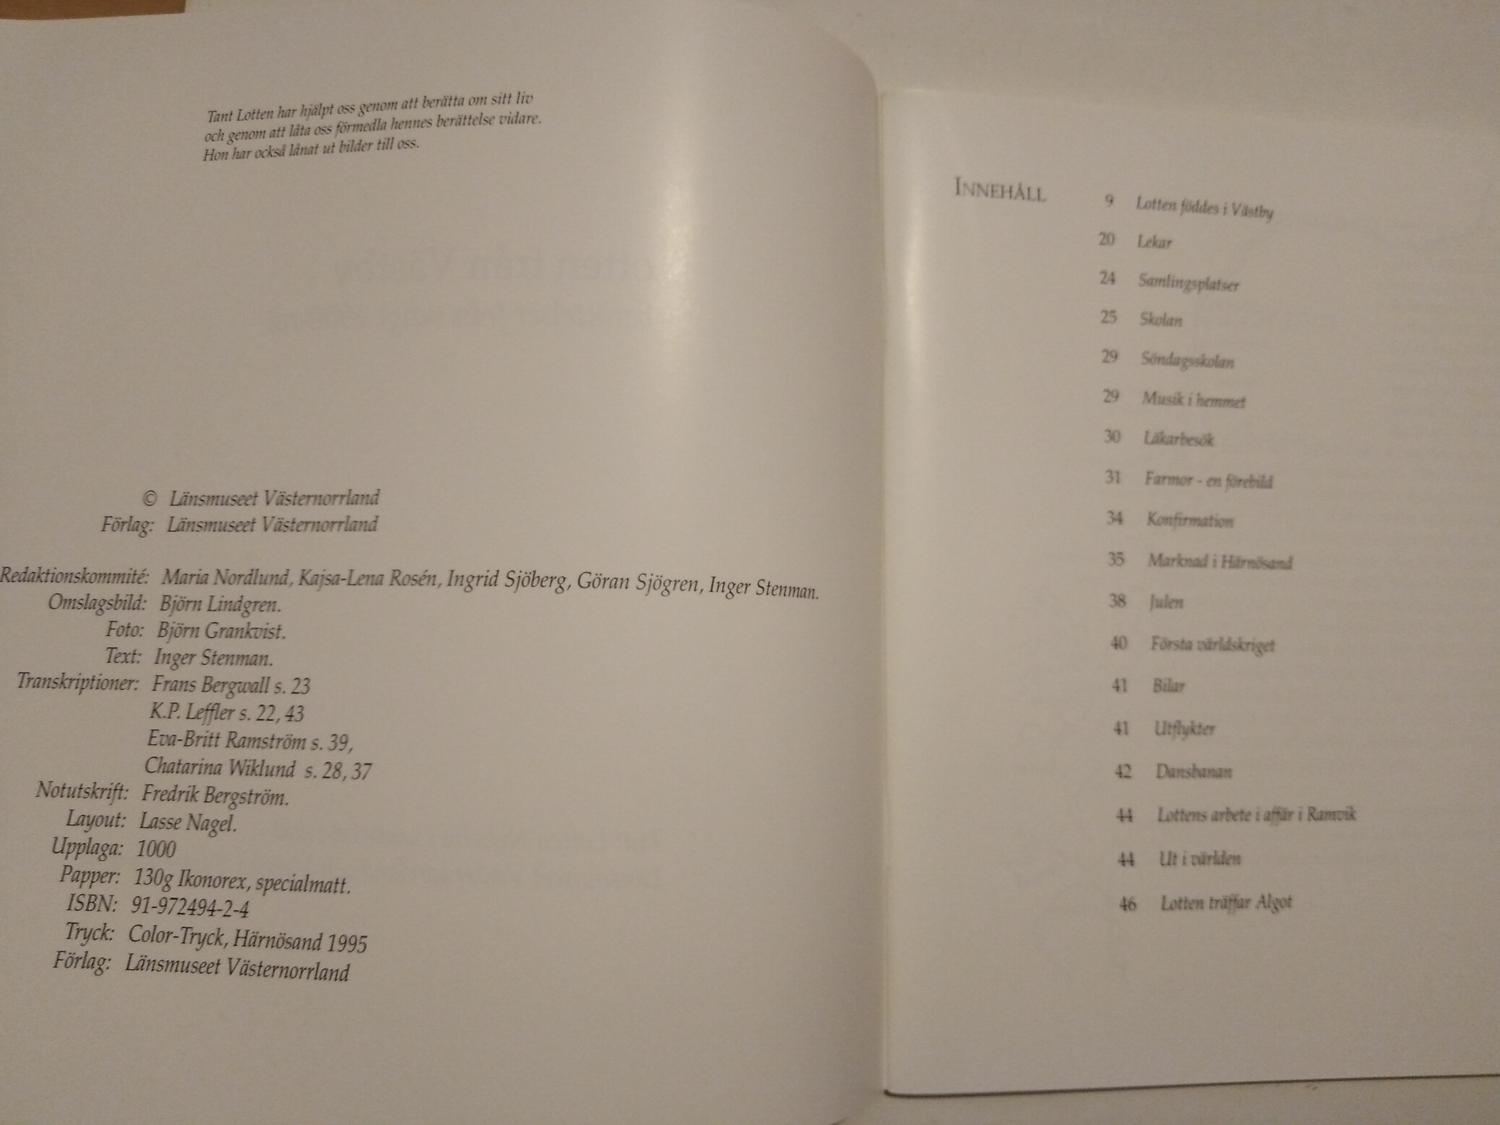 Tant Lotten har hjälpt oss genom att berätta om sitt liv
och genom att låta oss förmedla hennes berättelse vidare.
Hon har också lånat ut bilder till oss.
© Länsmuseet Västernorrland
Förlag: Länsmuseet Västernorrland
Redaktionskommité: Maria Nordlund, Kajsa-Lena Rosén, Ingrid Sjöberg, Göran Sjögren, Inger Stenman.
Omslagsbild: Björn Lindgren.
Foto: Björn Grankvist.
Text: Inger Stenman.
Transkriptioner: Frans Bergwall s. 23
K.P. Leffler s. 22, 43
Eva-Britt Ramström s. 39,
Chatarina Wiklund s. 28, 37
Notutskrift: Fredrik Bergström.
Layout: Lasse Nagel.
Upplaga: 1000
Papper: 130g Ikonorex, specialmatt.
ISBN: 91-972494-2-4
Tryck: Color-Tryck, Härnösand 1995
Förlag: Länsmuseet Västernorrland
INNEHÅLL
9 Lotten föddes i Västby
20 Lekar
24 Samlingsplatser
25 Skolan
29 Söndagsskolan
29 Musik i hemmet
30 Läkarbesök
31 Farmor - en förebild
34 Konfirmation
35 Marknad i Härnösand
38 Julen
40 Första världskriget
41 Bilar
41 Utflykter
42 Dansbanan
44 Lottens arbete i affär i Ramvik
44 Ut i världen
46 Lotten träffar Algot